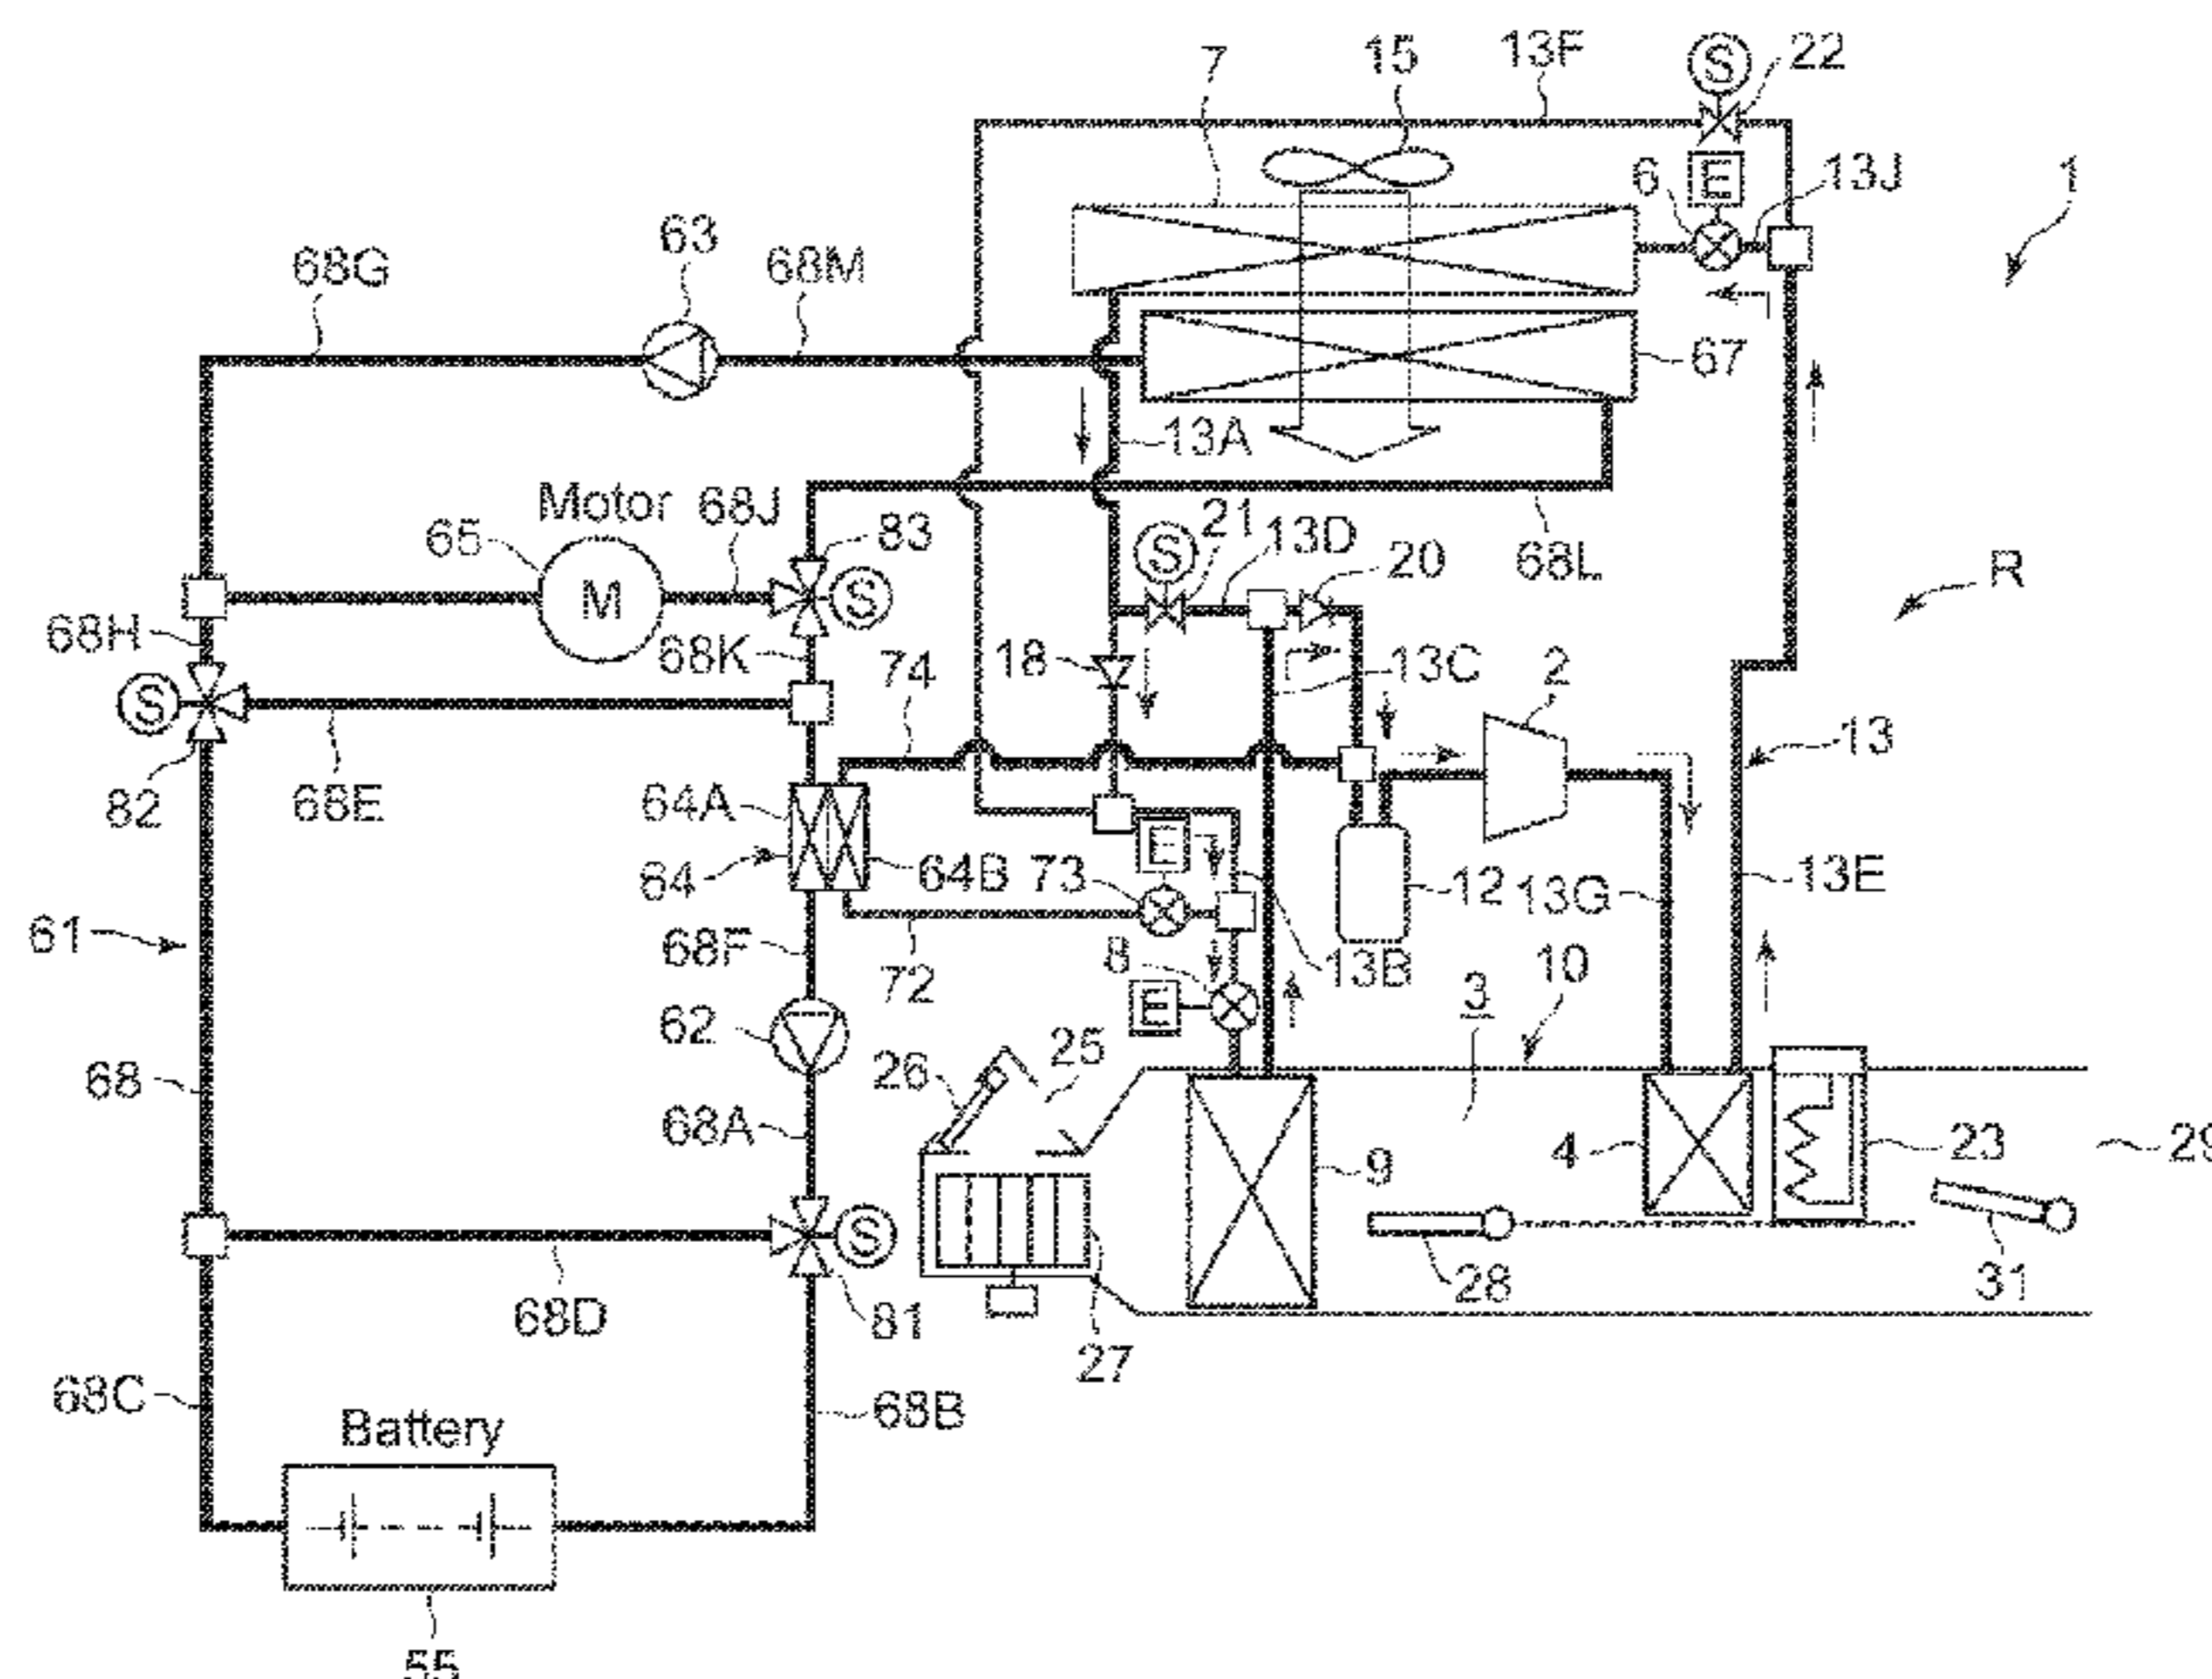 7 15 13F S 22
E
6 13J 1
63
68G 68M
67
13A
Motor 68J 83 21 13D 20 68L
65 M S S R
68H 18 68K 74 13C 2
S 13
82 68E 64A
64 64B 73 E 12 13G 13E
61 68F 72 8 13B 10
E 3
62 26 25
68 68A
4 23 29
9
S 28 31
68D 81
27
68C 68B
Battery
55